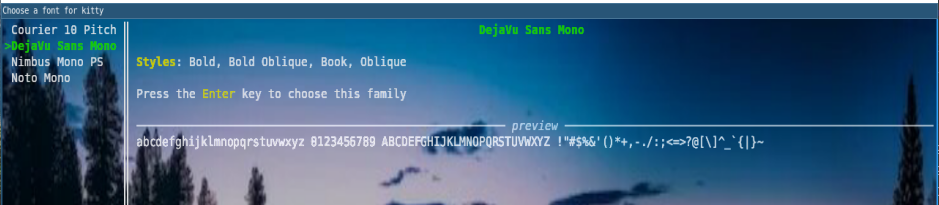 Choose a font for kitty
Courier 10 Pitch
>DejaVu Sans Mono
Nimbus Mono PS
Noto Mono
DejaVu Sans Mono
Styles: Bold, Bold Oblique, Book, Oblique
Press the Enter key to choose this family
preview
abcdefghijklmnopqrstuvwxyz 0123456789 ABCDEFGHIJKLMNOPQRSTUVWXYZ !"#$%&'()*+,-./:;<=>?@[\]^_`{|}~